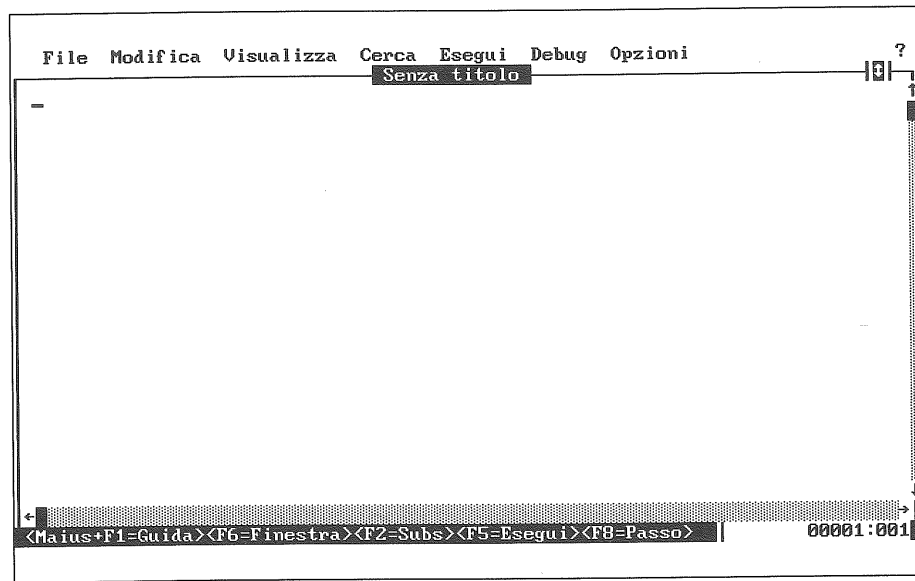 File Modifica Visualizza Cerca Esegui Debug Opzioni ?
Senza titolo
<Maius+F1=Guida><F6=Finestra><F2=Subs><F5=Esegui><F8=Passo> 00001:001